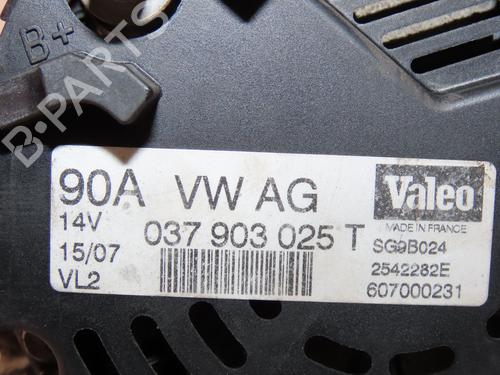 B+
B-PARTS
90A VW AG
Valeo
14V
037 903 025 T
MADE IN FRANCE
15/07
SG9B024
VL2
2542282E
607000231